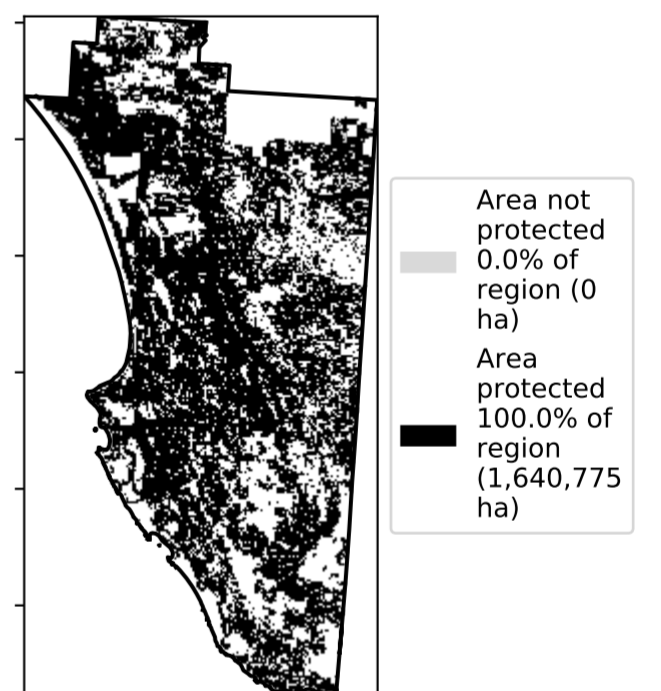 Area not
protected
0.0% of
region (0
ha)
Area
protected
100.0% of
region
(1,640,775
ha)